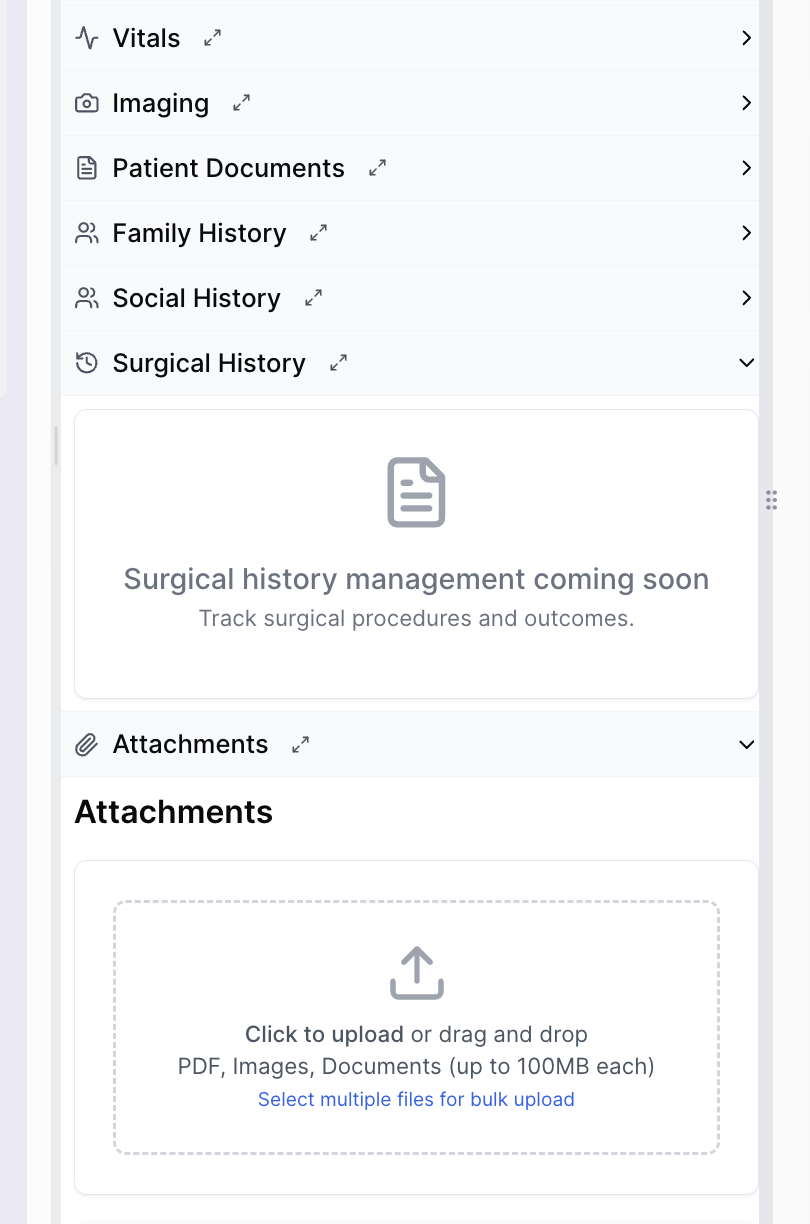 Vitals
Imaging
Patient Documents
Family History
Social History
Surgical History
Surgical history management coming soon
Track surgical procedures and outcomes.
Attachments
Attachments
Click to upload or drag and drop
PDF, Images, Documents (up to 100MB each)
Select multiple files for bulk upload